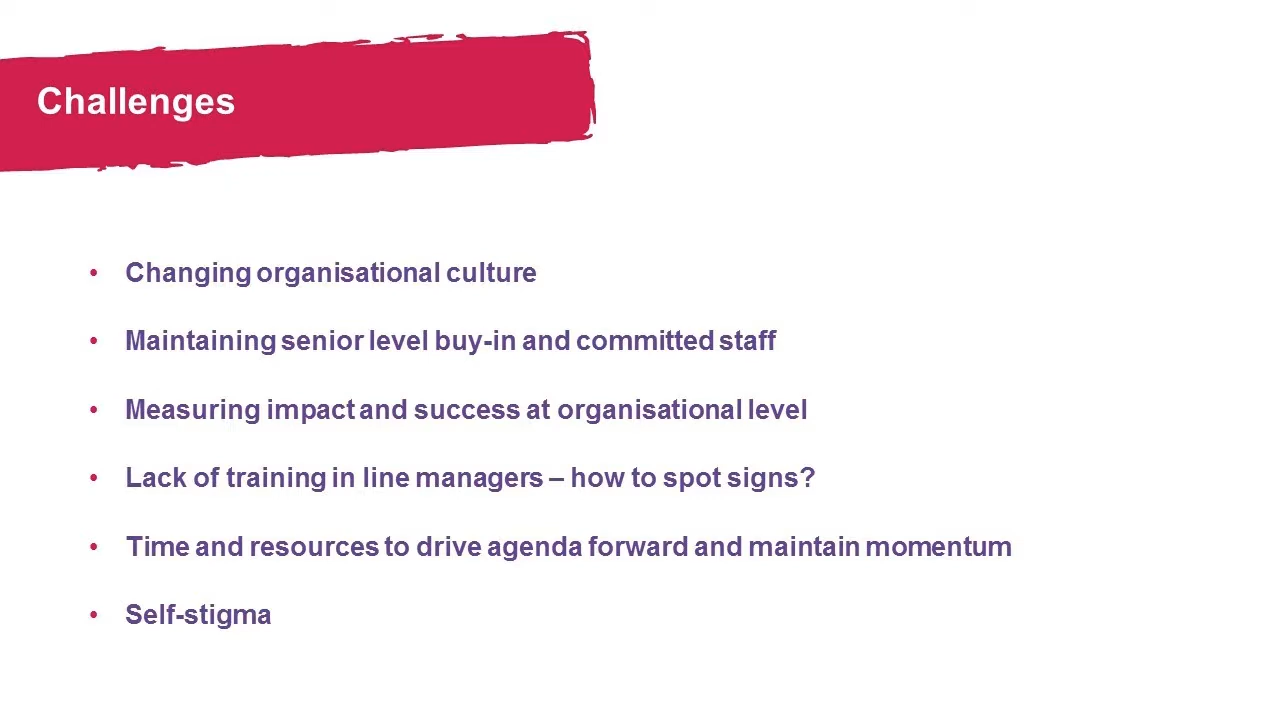 Challenges
• Changing organisational culture
• Maintaining senior level buy-in and committed staff
• Measuring impact and success at organisational level
• Lack of training in line managers – how to spot signs?
• Time and resources to drive agenda forward and maintain momentum
• Self-stigma